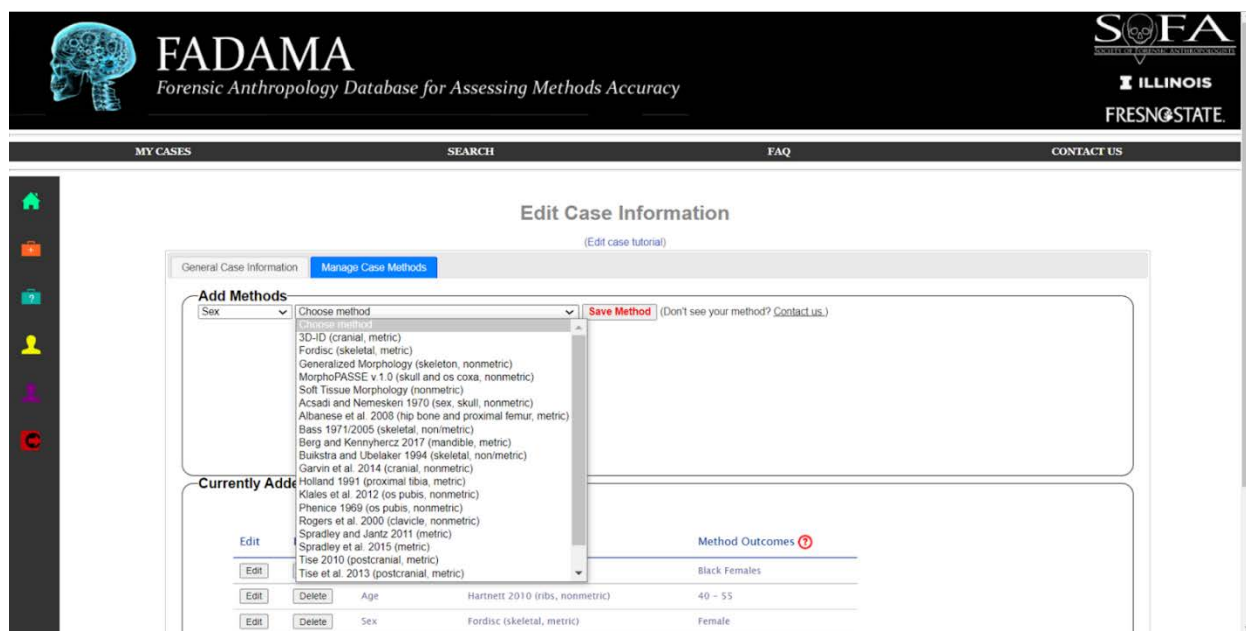 FADAMA
Forensic Anthropology Database for Assessing Methods Accuracy
SOFA
SOCIETY OF FORENSIC ANTHROPOLOGISTS
ILLINOIS
FRESNO STATE.
MY CASES SEARCH FAQ CONTACT US
Edit Case Information
(Edit case tutorial)
General Case Information Manage Case Methods
Add Methods
Sex Choose method Save Method (Don't see your method? Contact us.)
Choose method
3D-ID (cranial, metric)
Fordisc (skeletal, metric)
Generalized Morphology (skeleton, nonmetric)
MorphoPASSE v.1.0 (skull and os coxa, nonmetric)
Soft Tissue Morphology (nonmetric)
Acsadi and Nemeskeri 1970 (sex, skull, nonmetric)
Albanese et al. 2008 (hip bone and proximal femur, metric)
Bass 1971/2005 (skeletal, non/metric)
Berg and Kennyhercz 2017 (mandible, metric)
Buikstra and Ubelaker 1994 (skeletal, non/metric)
Garvin et al. 2014 (cranial, nonmetric)
Holland 1991 (proximal tibia, metric)
Klales et al. 2012 (os pubis, nonmetric)
Phenice 1969 (os pubis, nonmetric)
Rogers et al. 2000 (clavicle, nonmetric)
Spradley and Jantz 2011 (metric)
Spradley et al. 2015 (metric)
Tise 2010 (postcranial, metric)
Tise et al. 2013 (postcranial, metric)
Currently Adde
Edit Method Outcomes ?
Edit Black Females
Edit Delete Age Hartnett 2010 (ribs, nonmetric) 40 - 55
Edit Delete Sex Fordisc (skeletal, metric) Female